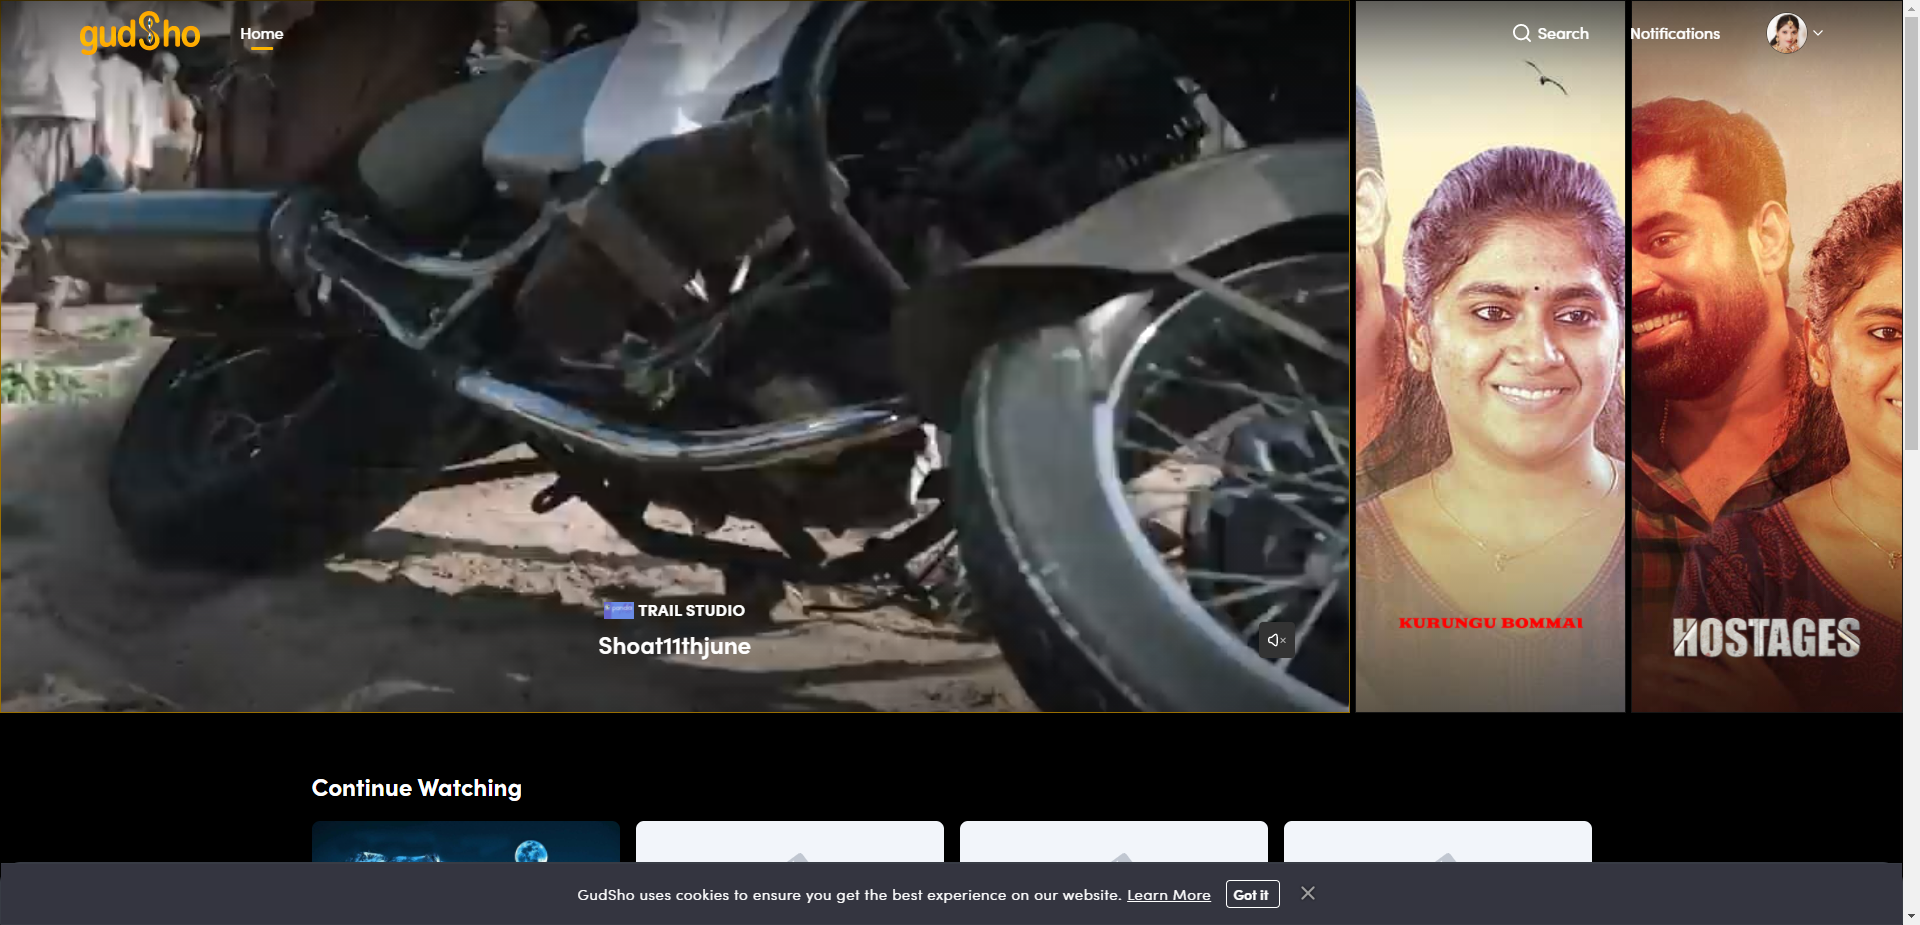 gudSho
Home
Search
Notifications
TRAIL STUDIO
Shoat11thjune
KURUNGU BOMMAI
HOSTAGES
Continue Watching
GudSho uses cookies to ensure you get the best experience on our website. Learn More
Got it